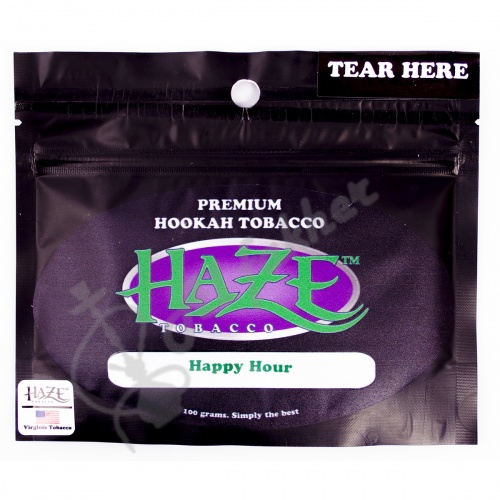 TEAR HERE
PREMIUM
HOOKAH TOBACCO
HAZE™
TOBACCO
Happy Hour
100 grams. Simply the best
HAZE
Virginia Tobacco